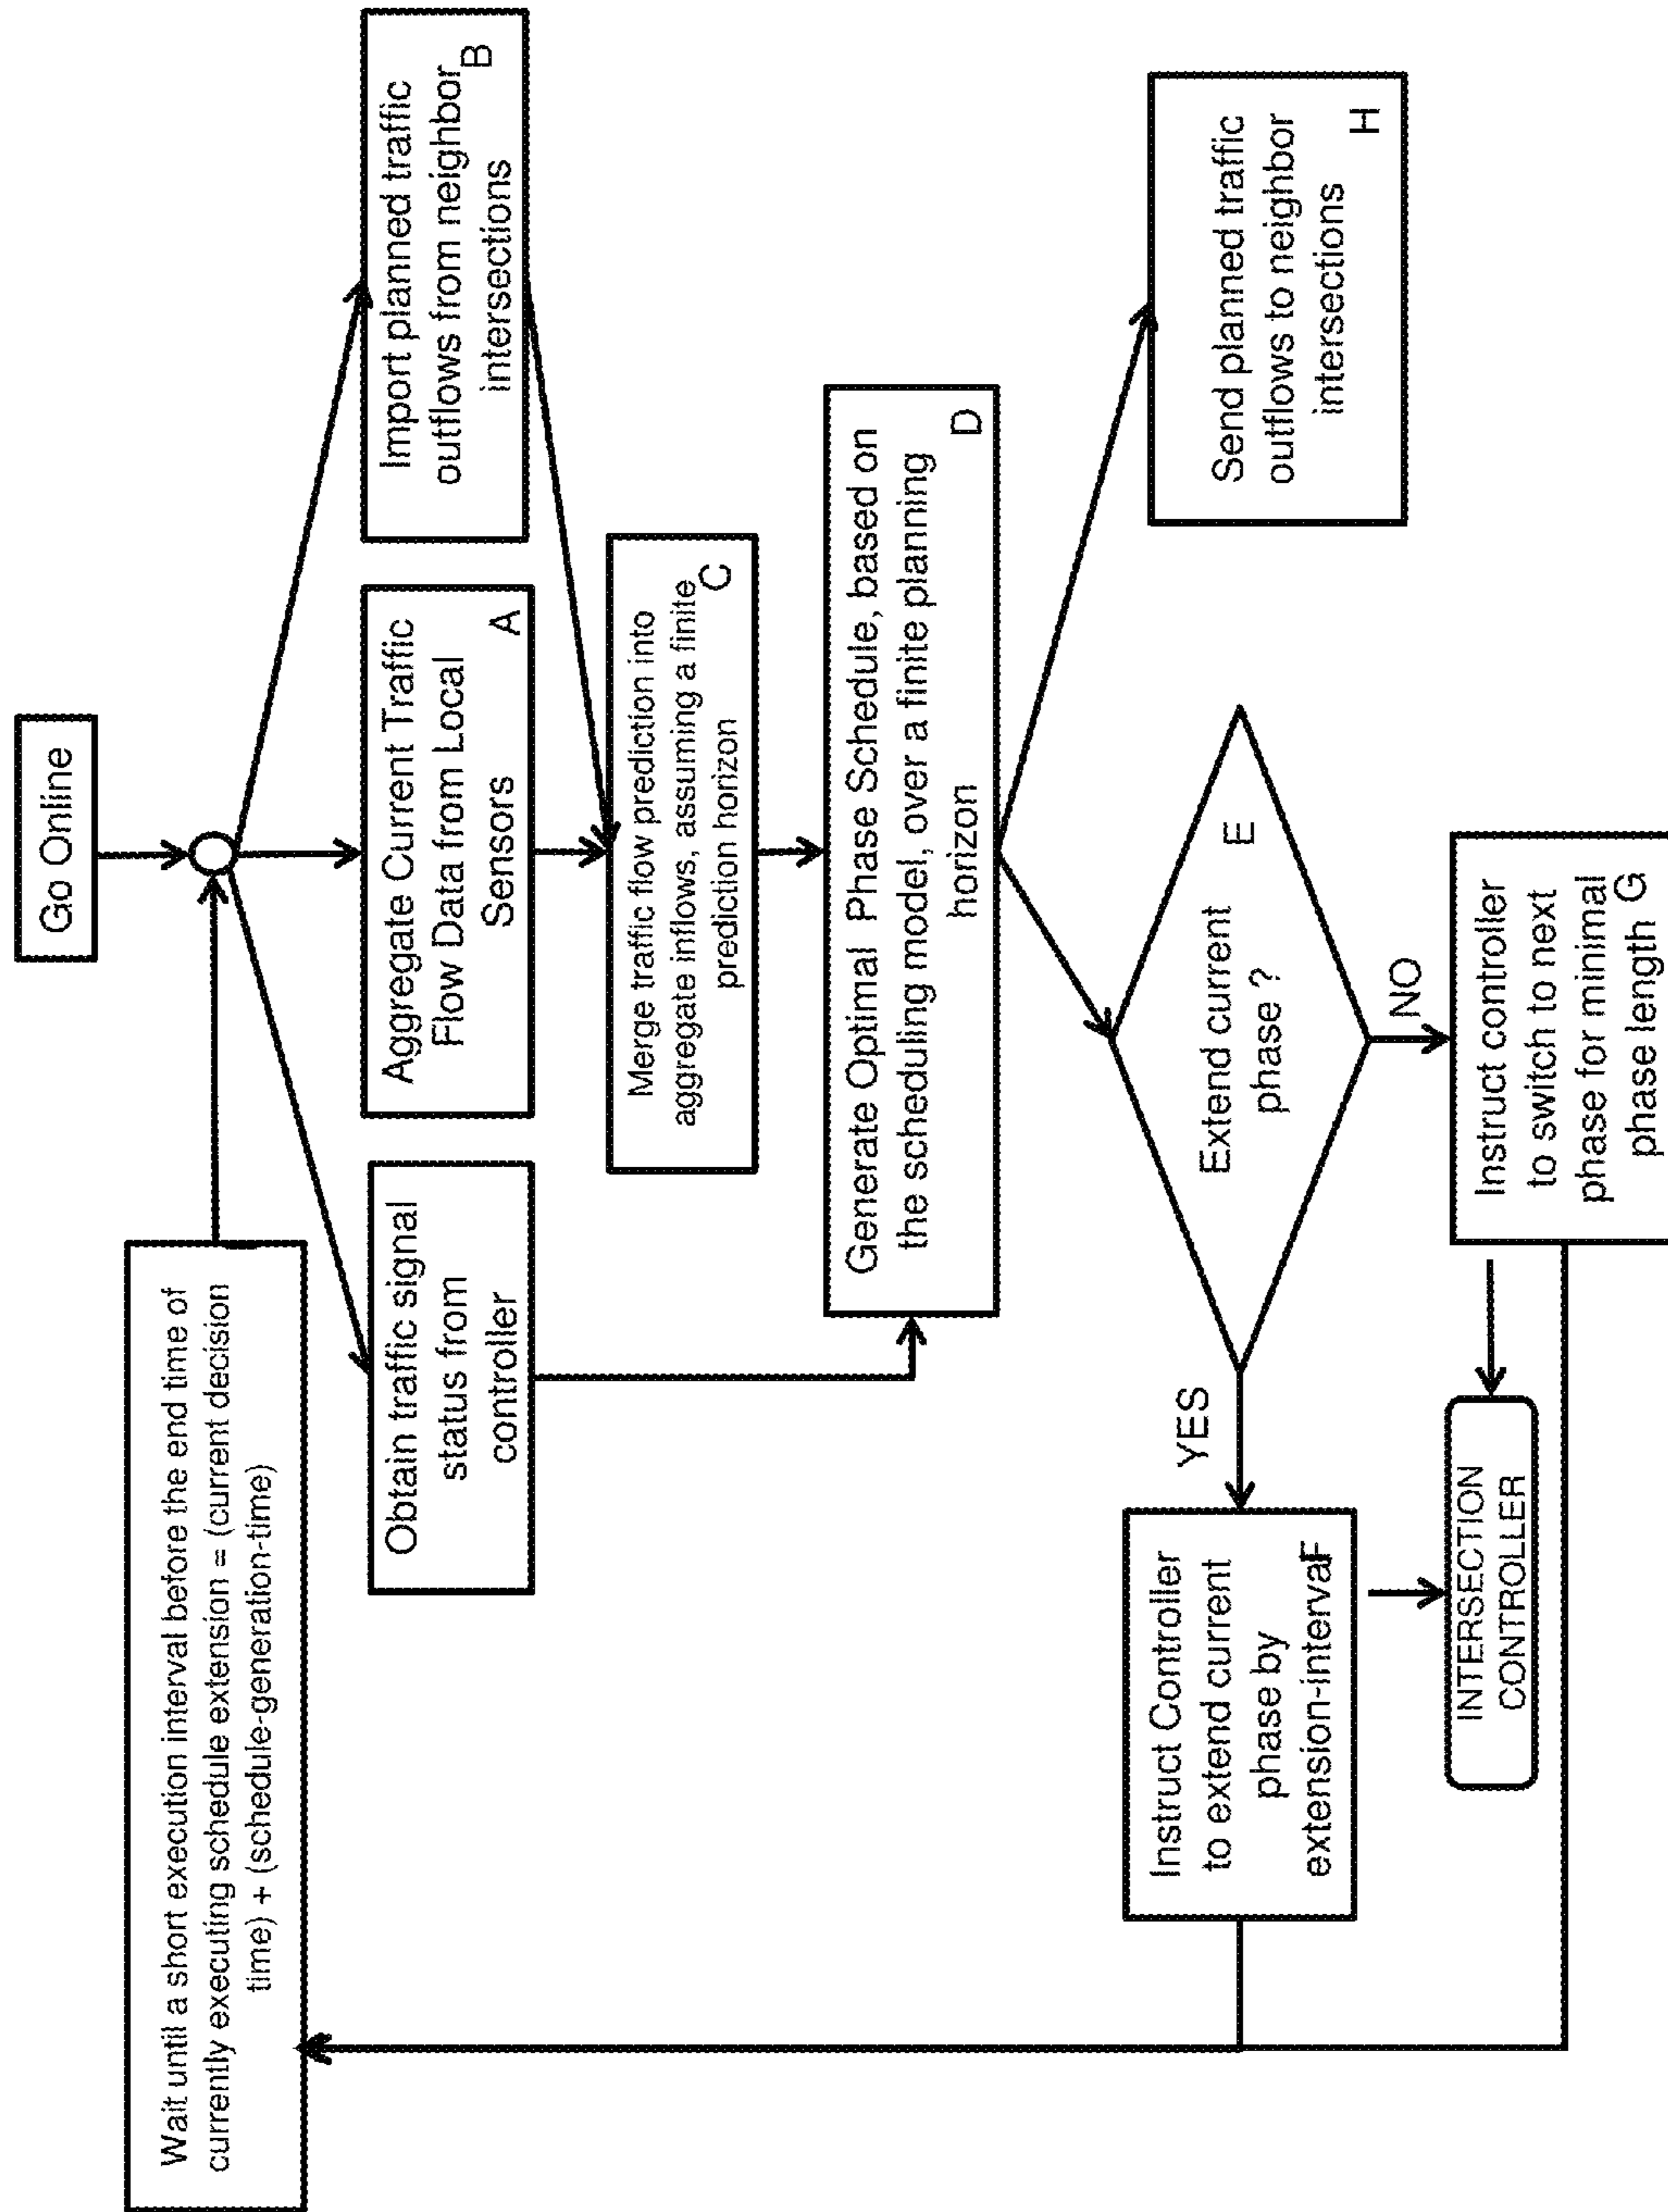 Go Online
Wait until a short execution interval before the end time of
currently executing schedule extension = (current decision
time) + (schedule-generation-time)
Obtain traffic signal
status from
controller
Aggregate Current Traffic
Flow Data from Local
Sensors
A
Import planned traffic
outflows from neighbor
intersections
B
Merge traffic flow prediction into
aggregate inflows, assuming a finite
prediction horizon
C
Generate Optimal Phase Schedule, based on
the scheduling model, over a finite planning
horizon
D
Extend current
phase ?
E
YES
NO
Instruct Controller
to extend current
phase by
extension-interval
F
Instruct controller
to switch to next
phase for minimal
phase length
G
INTERSECTION
CONTROLLER
Send planned traffic
outflows to neighbor
intersections
H